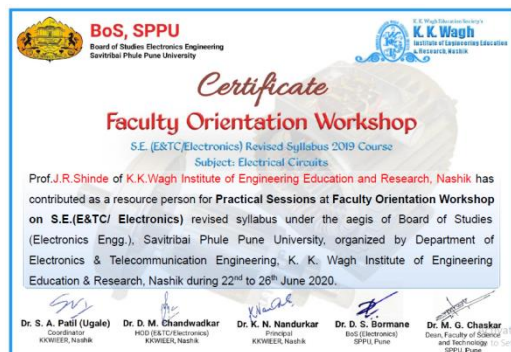 BoS, SPPU
Board of Studies Electronics Engineering
Savitribai Phule Pune University
K. K. Wagh Education Society's
K. K. Wagh
Institute of Engineering Education
& Research, Nashik
Certificate
Faculty Orientation Workshop
S.E. (E&TC/Electronics) Revised Syllabus 2019 Course
Subject: Electrical Circuits
Prof.J.R.Shinde of K.K.Wagh Institute of Engineering Education and Research, Nashik has
contributed as a resource person for Practical Sessions at Faculty Orientation Workshop
on S.E.(E&TC/ Electronics) revised syllabus under the aegis of Board of Studies
(Electronics Engg.), Savitribai Phule Pune University, organized by Department of
Electronics & Telecommunication Engineering, K. K. Wagh Institute of Engineering
Education & Research, Nashik during 22nd to 26th June 2020.
Dr. S. A. Patil (Ugale)
Coordinator
KKWIEER, Nashik
Dr. D. M. Chandwadkar
HOD (E&TC/Electronics)
KKWIEER, Nashik
Dr. K. N. Nandurkar
Principal
KKWIEER, Nashik
Dr. D. S. Bormane
BoS (Electronics)
SPPU, Pune
Dr. M. G. Chaskar
Dean, Faculty of Science
and Technology
SPPU, Pune